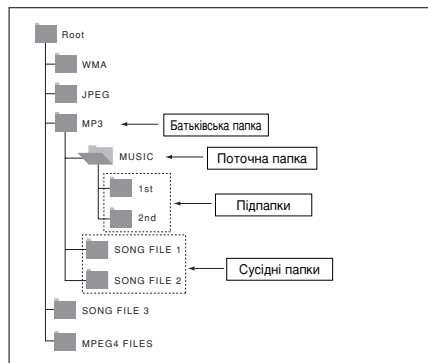 Root
WMA
JPEG
MP3
Батьківська папка
MUSIC
Поточна папка
1st
Підпапки
2nd
SONG FILE 1
Сусідні папки
SONG FILE 2
SONG FILE 3
MPEG4 FILES